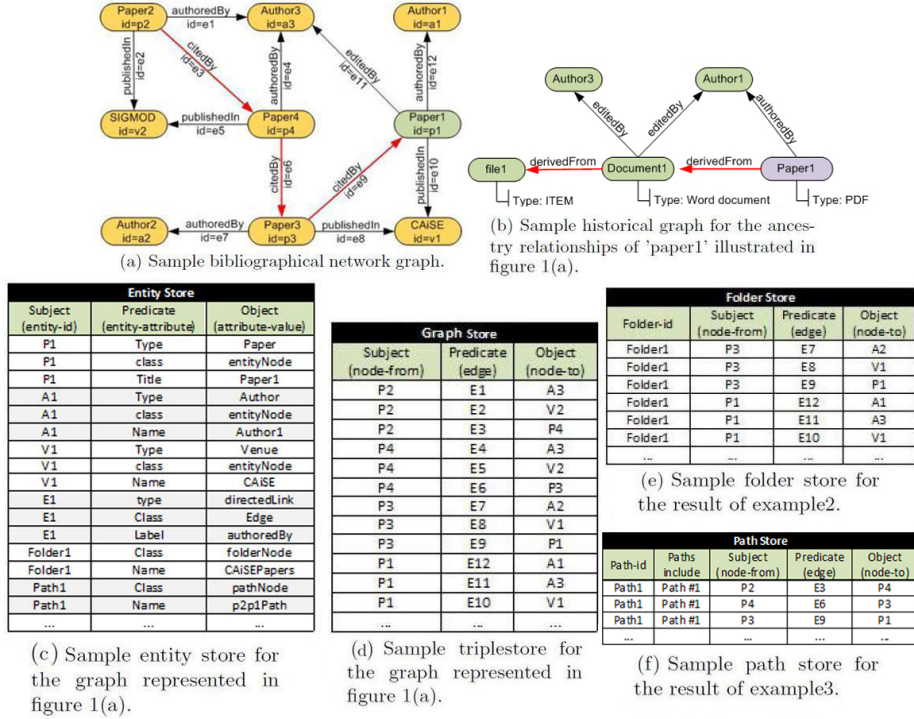 Paper2
id=p2
authoredBy
id=e1
Author3
id=a3
Author1
id=a1
publishedIn
id=e2
citedBy
id=e3
authoredBy
id=e4
editedBy
id=e11
authoredBy
id=e12
SIGMOD
id=v2
publishedIn
id=e5
Paper4
id=p4
Paper1
id=p1
citedBy
id=e6
citedBy
id=e9
publishedIn
id=e10
Author2
id=a2
authoredBy
id=e7
Paper3
id=p3
publishedIn
id=e8
CAiSE
id=v1
(a) Sample bibliographical network graph.
Author3
Author1
editedBy
editedBy
authoredBy
file1
derivedFrom
Document1
derivedFrom
Paper1
Type: ITEM
Type: Word document
Type: PDF
(b) Sample historical graph for the ances-
try relationships of 'paper1' illustrated in
figure 1(a).
Entity Store
Subject (entity-id) Predicate (entity-attribute) Object (attribute-value)
P1 Type Paper
P1 class entityNode
P1 Title Paper1
A1 Type Author
A1 class entityNode
A1 Name Author1
V1 Type Venue
V1 class entityNode
V1 Name CAiSE
E1 type directedLink
E1 Class Edge
E1 Label authoredBy
Folder1 Class folderNode
Folder1 Name CAiSEPapers
Path1 Class pathNode
Path1 Name p2p1Path
... ... ...
(c) Sample entity store for
the graph represented in
figure 1(a).
Graph Store
Subject (node-from) Predicate (edge) Object (node-to)
P2 E1 A3
P2 E2 V2
P2 E3 P4
P4 E4 A3
P4 E5 V2
P4 E6 P3
P3 E7 A2
P3 E8 V1
P3 E9 P1
P1 E12 A1
P1 E11 A3
P1 E10 V1
... ... ...
(d) Sample triplestore for
the graph represented in
figure 1(a).
Folder Store
Folder-id Subject (node-from) Predicate (edge) Object (node-to)
Folder1 P3 E7 A2
Folder1 P3 E8 V1
Folder1 P3 E9 P1
Folder1 P1 E12 A1
Folder1 P1 E11 A3
Folder1 P1 E10 V1
... ... ... ...
(e) Sample folder store for
the result of example2.
Path Store
Path-id Paths include Subject (node-from) Predicate (edge) Object (node-to)
Path1 Path #1 P2 E3 P4
Path1 Path #1 P4 E6 P3
Path1 Path #1 P3 E9 P1
... ... ... ...
(f) Sample path store for
the result of example3.